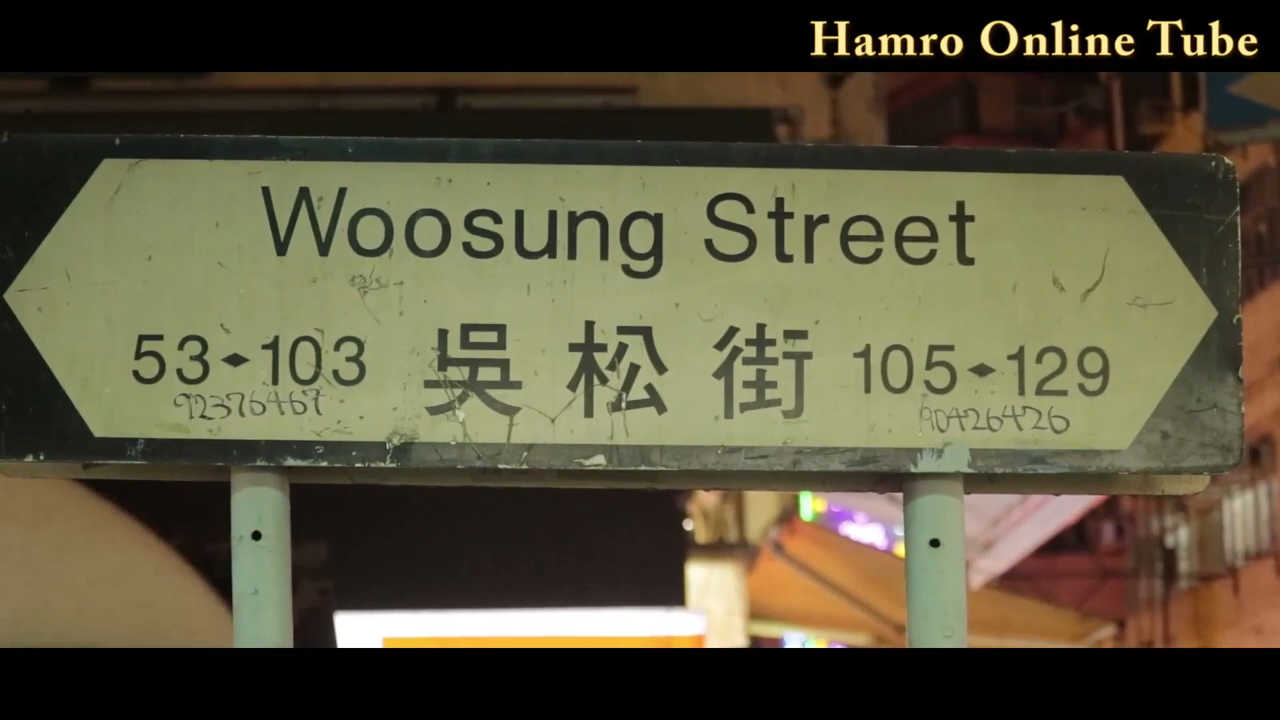 Hamro Online Tube
Woosung Street
53◆103 吳松街 105◆129
92376467 90426426